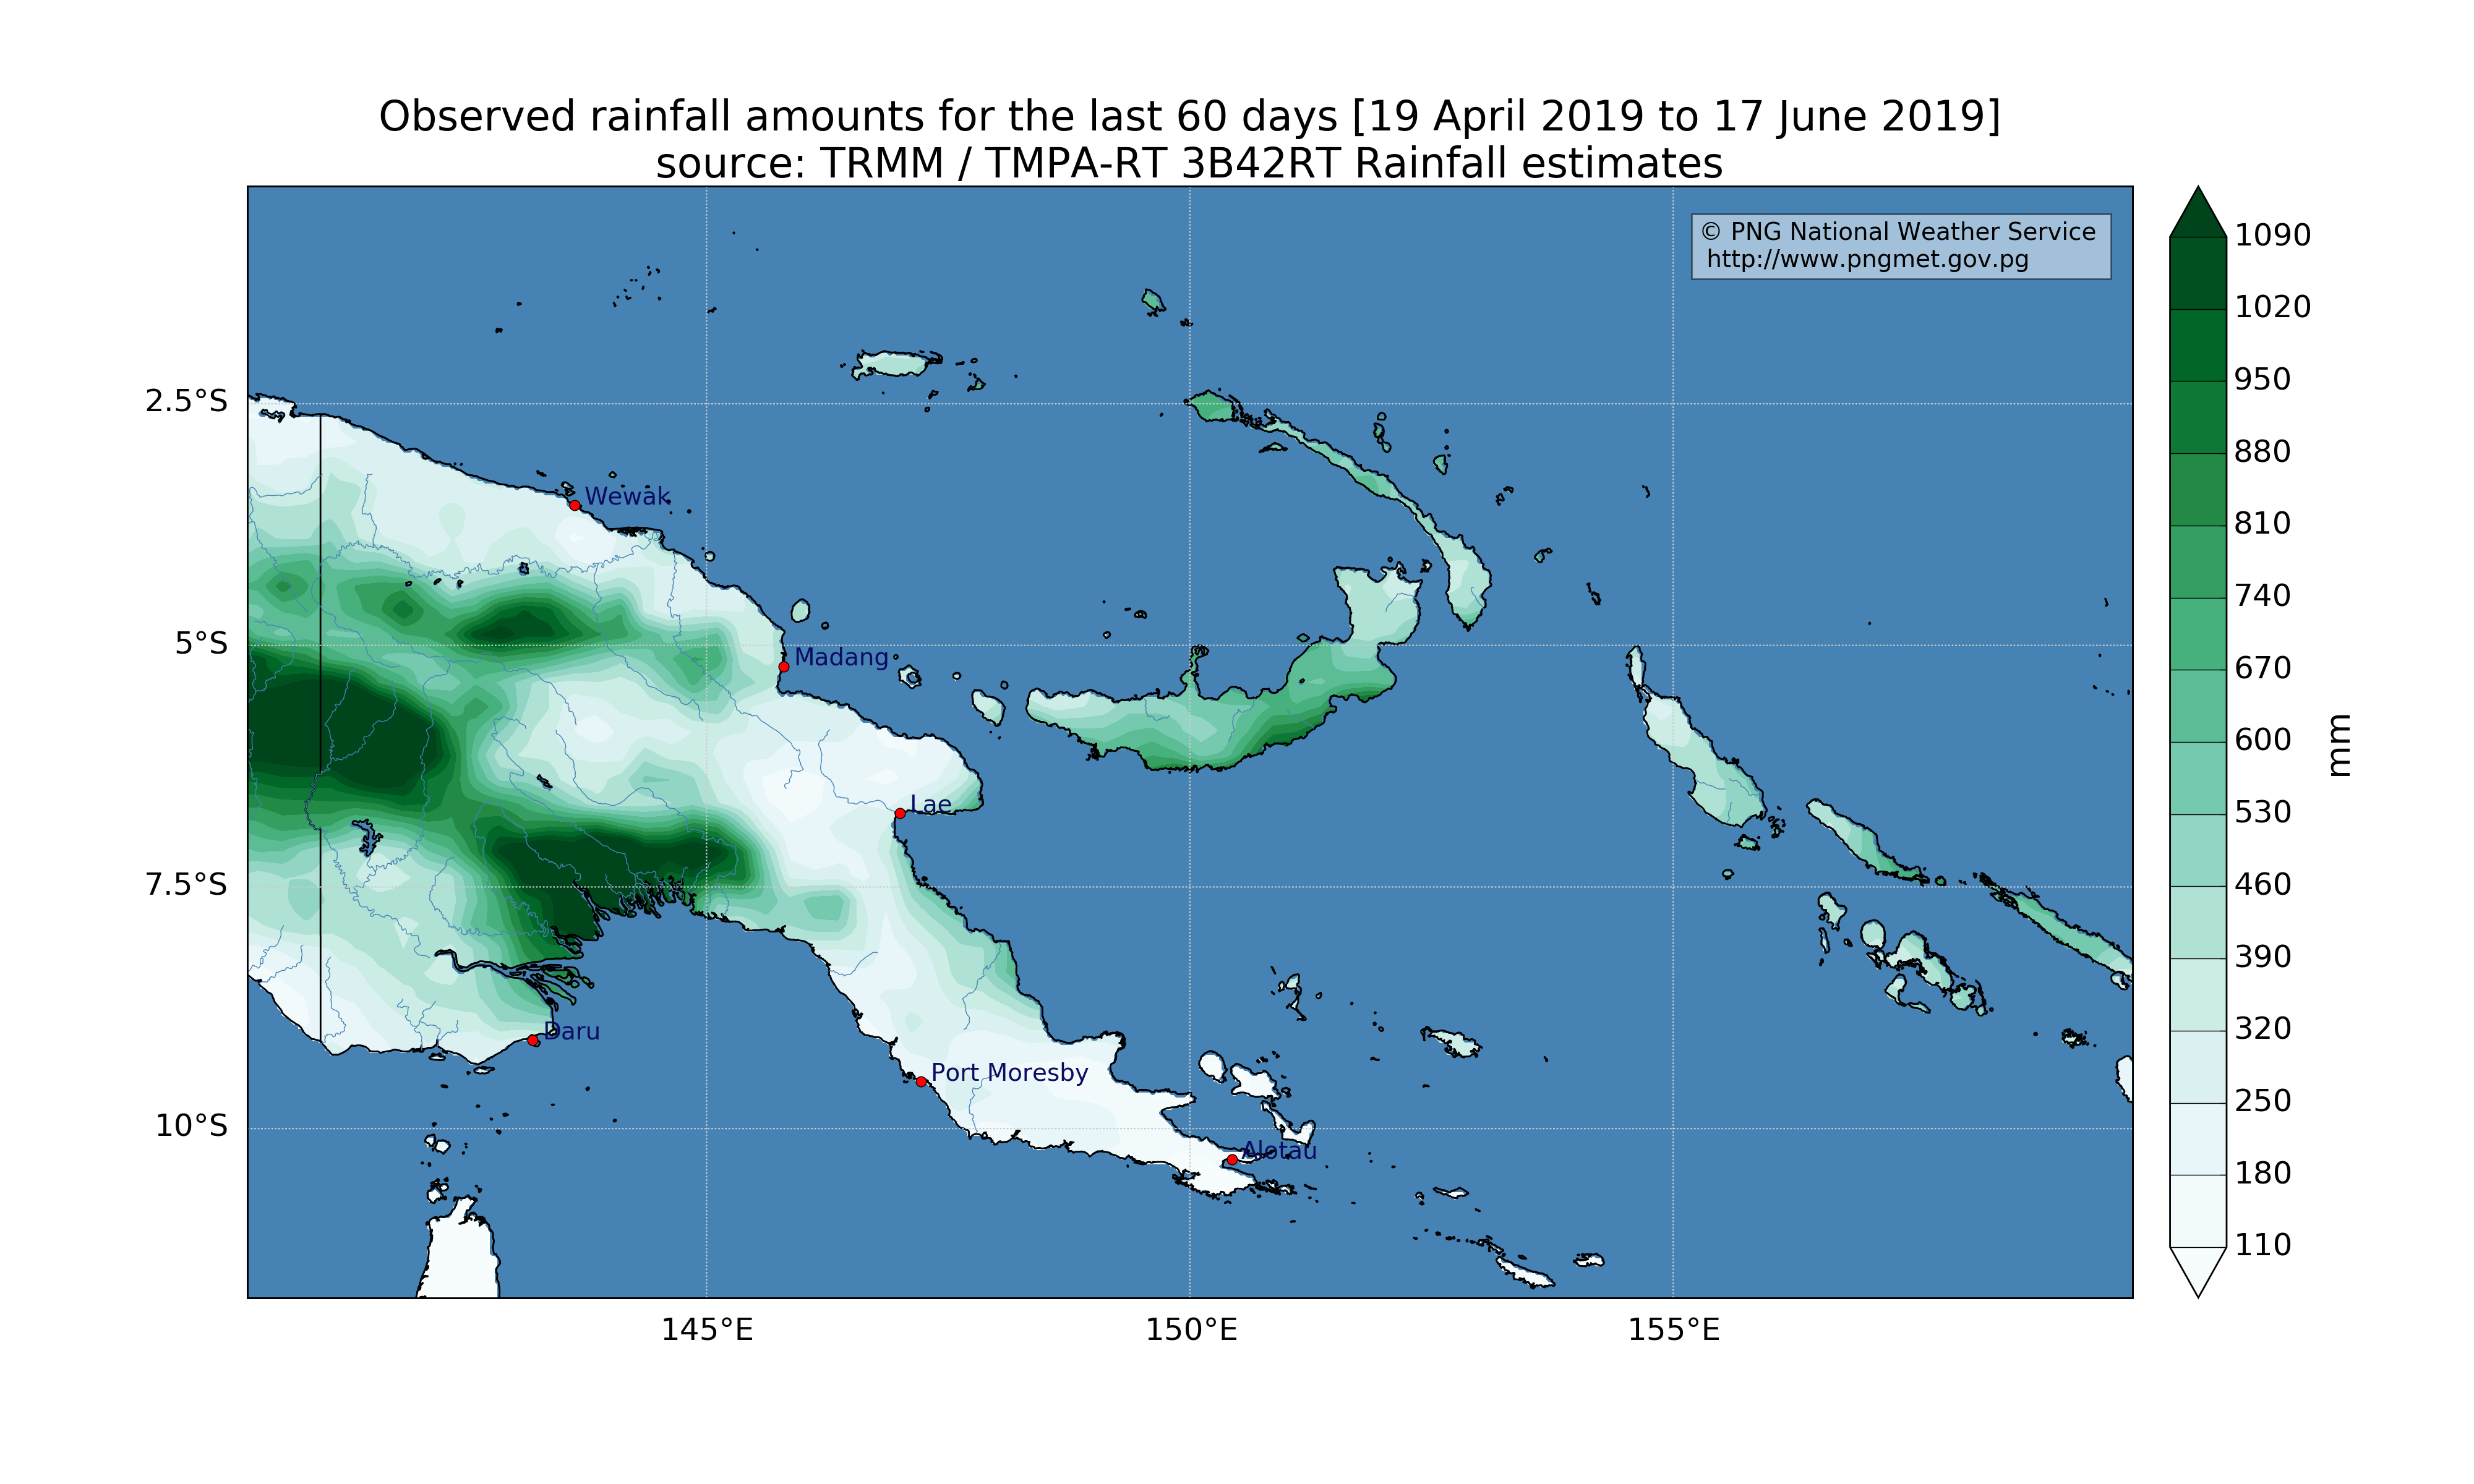 Observed rainfall amounts for the last 60 days [19 April 2019 to 17 June 2019]
source: TRMM / TMPA-RT 3B42RT Rainfall estimates
© PNG National Weather Service
http://www.pngmet.gov.pg
2.5°S
5°S
7.5°S
10°S
Wewak
Madang
Lae
Daru
Port Moresby
Alotau
145°E
150°E
155°E
1090
1020
950
880
810
740
670
600
530
460
390
320
250
180
110
mm